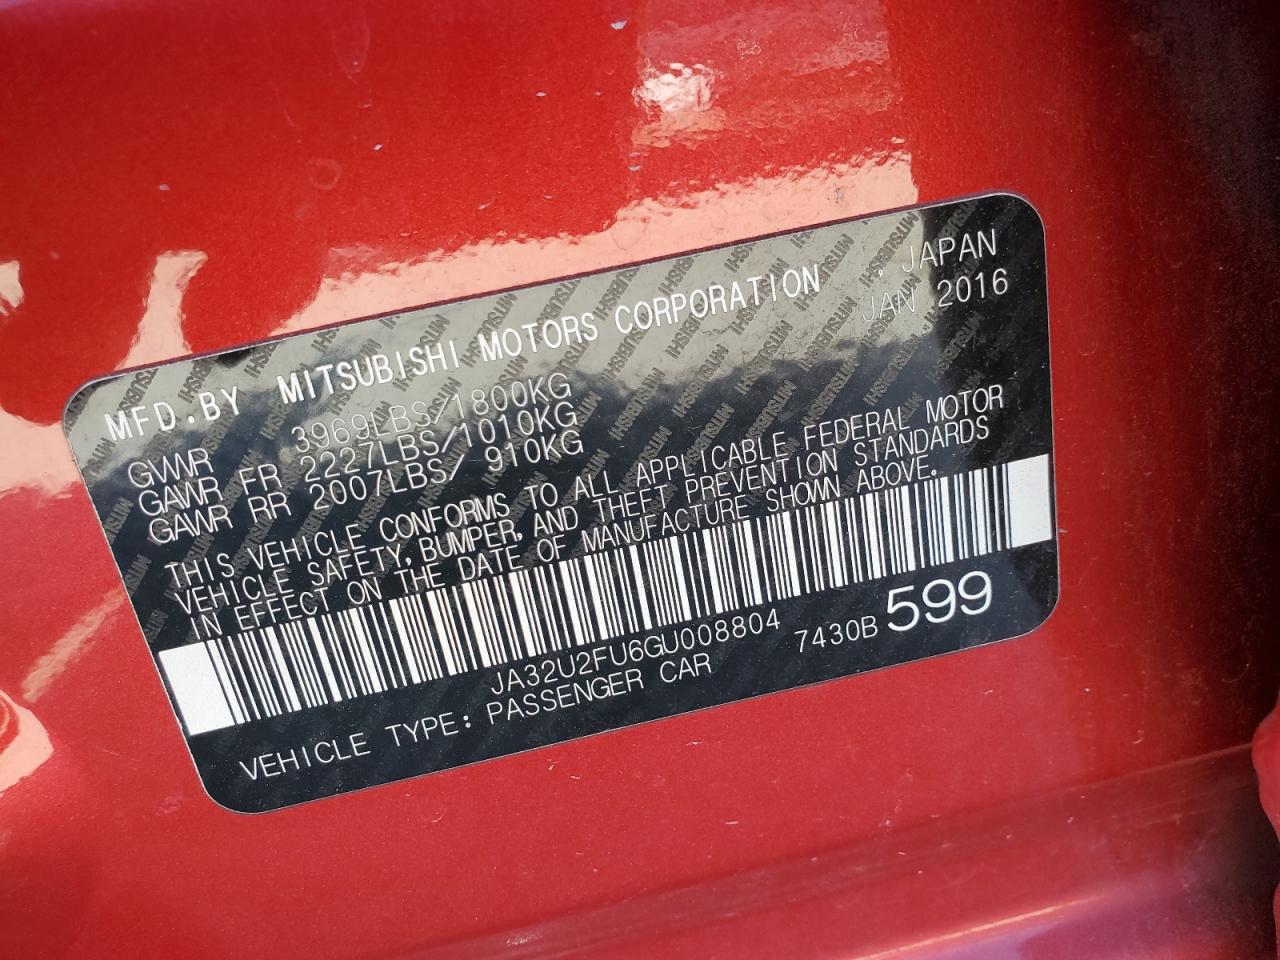 MFD.BY MITSUBISHI MOTORS CORPORATION , JAPAN
JAN 2016
GVWR 3969LBS/1800KG
GAWR FR 2227LBS/1010KG
GAWR RR 2007LBS/ 910KG
THIS VEHICLE CONFORMS TO ALL APPLICABLE FEDERAL MOTOR
VEHICLE SAFETY, BUMPER, AND THEFT PREVENTION STANDARDS
IN EFFECT ON THE DATE OF MANUFACTURE SHOWN ABOVE.
JA32U2FU6GU008804
VEHICLE TYPE: PASSENGER CAR 7430B 599